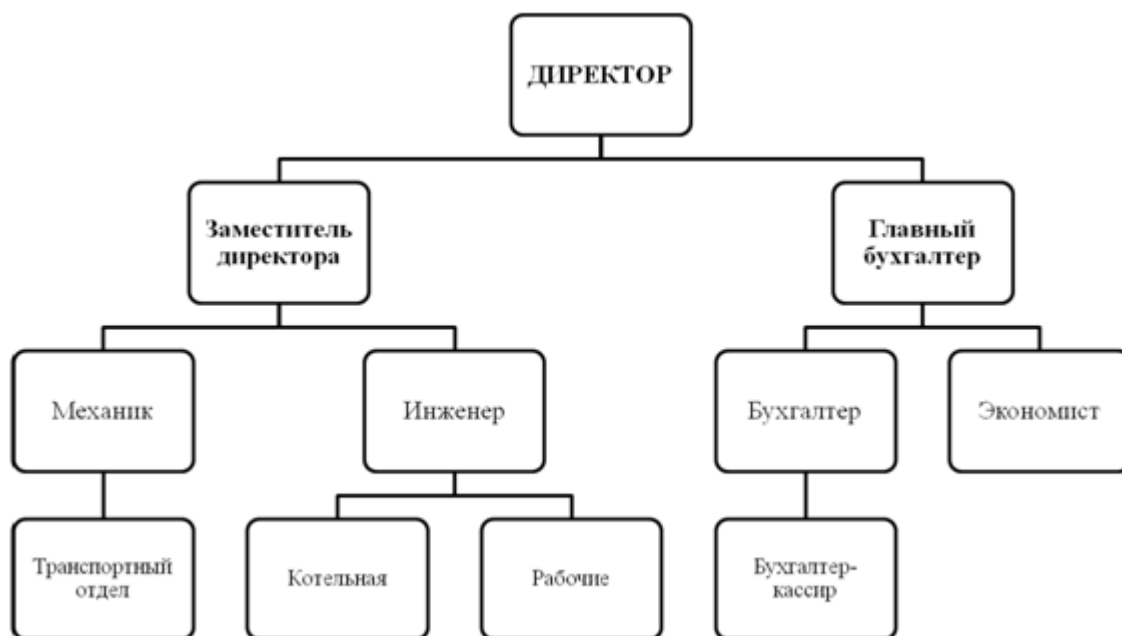 ДИРЕКТОР
Заместитель
директора
Главный
бухгалтер
Механик
Инженер
Бухгалтер
Экономист
Транспортный
отдел
Котельная
Рабочие
Бухгалтер-
кассир